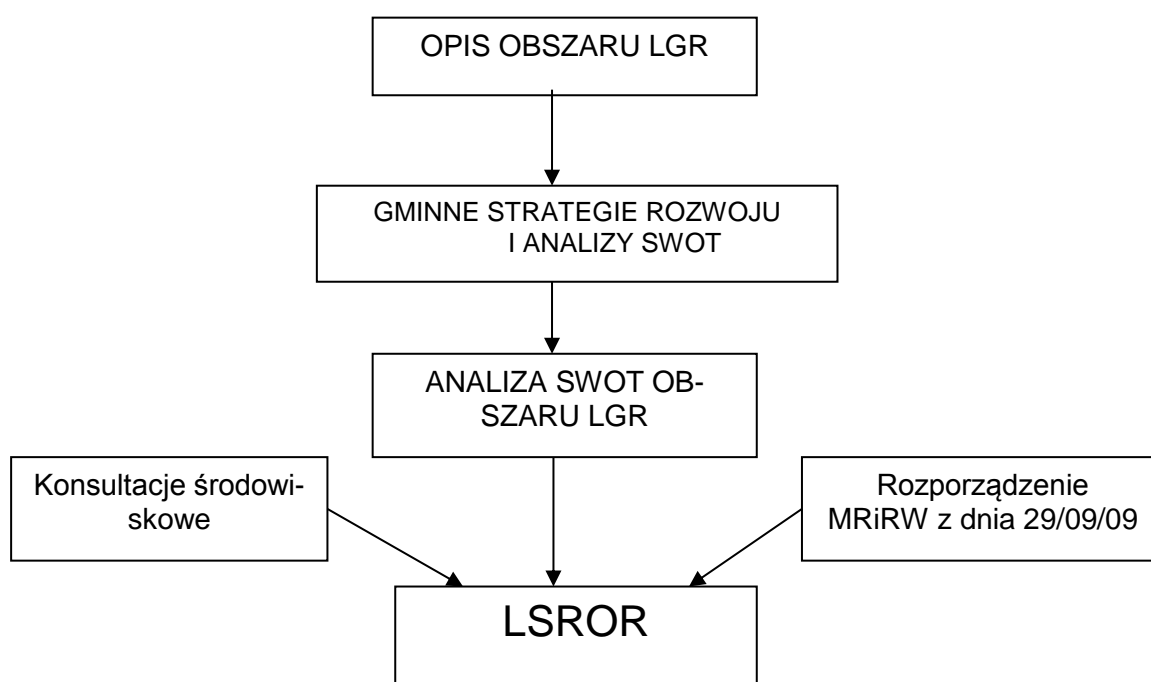 OPIS OBSZARU LGR
GMINNE STRATEGIE ROZWOJU
I ANALIZY SWOT
ANALIZA SWOT OB-
SZARU LGR
Konsultacje środowi-
skowe
Rozporządzenie
MRiRW z dnia 29/09/09
LSROR